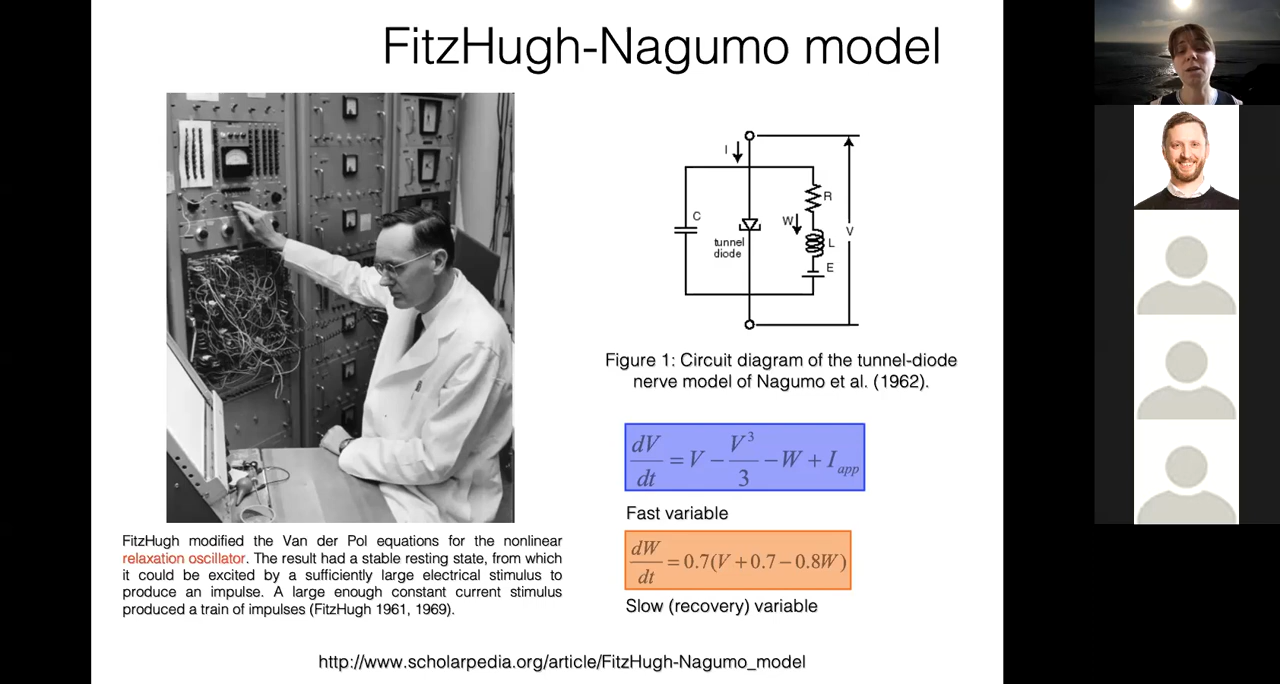 FitzHugh-Nagumo model
I
C
tunnel
diode
W
R
L
E
V
Figure 1: Circuit diagram of the tunnel-diode
nerve model of Nagumo et al. (1962).
dV/dt = V − V³/3 − W + I_app
Fast variable
dW/dt = 0.7(V + 0.7 − 0.8W)
Slow (recovery) variable
FitzHugh modified the Van der Pol equations for the nonlinear
relaxation oscillator. The result had a stable resting state, from which
it could be excited by a sufficiently large electrical stimulus to
produce an impulse. A large enough constant current stimulus
produced a train of impulses (FitzHugh 1961, 1969).
http://www.scholarpedia.org/article/FitzHugh-Nagumo_model